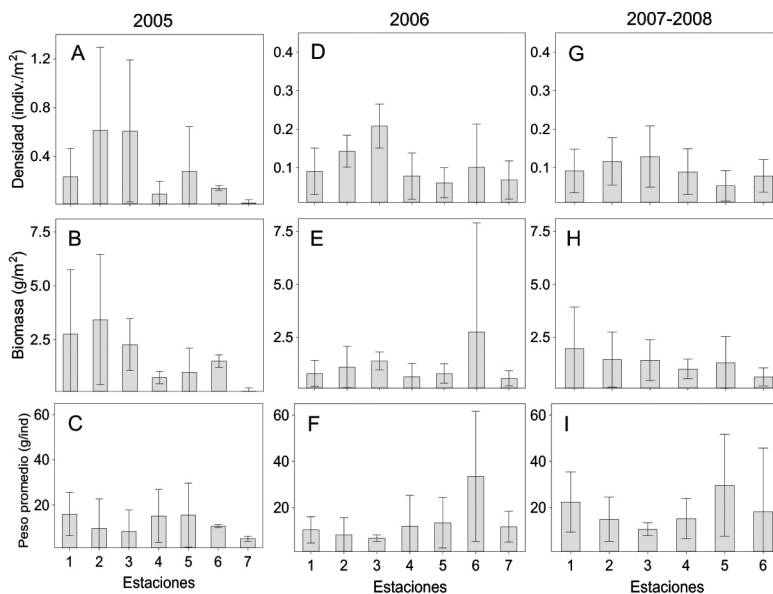 2005 2006 2007-2008
A D G
Densidad (indiv./m²)
1.2
0.8
0.4
0.4
0.3
0.2
0.1
0.4
0.3
0.2
0.1
B E H
Biomasa (g/m²)
7.5
5.0
2.5
7.5
5.0
2.5
7.5
5.0
2.5
C F I
Peso promedio (g/ind)
60
40
20
60
40
20
60
40
20
1 2 3 4 5 6 7
1 2 3 4 5 6 7
1 2 3 4 5 6
Estaciones Estaciones Estaciones